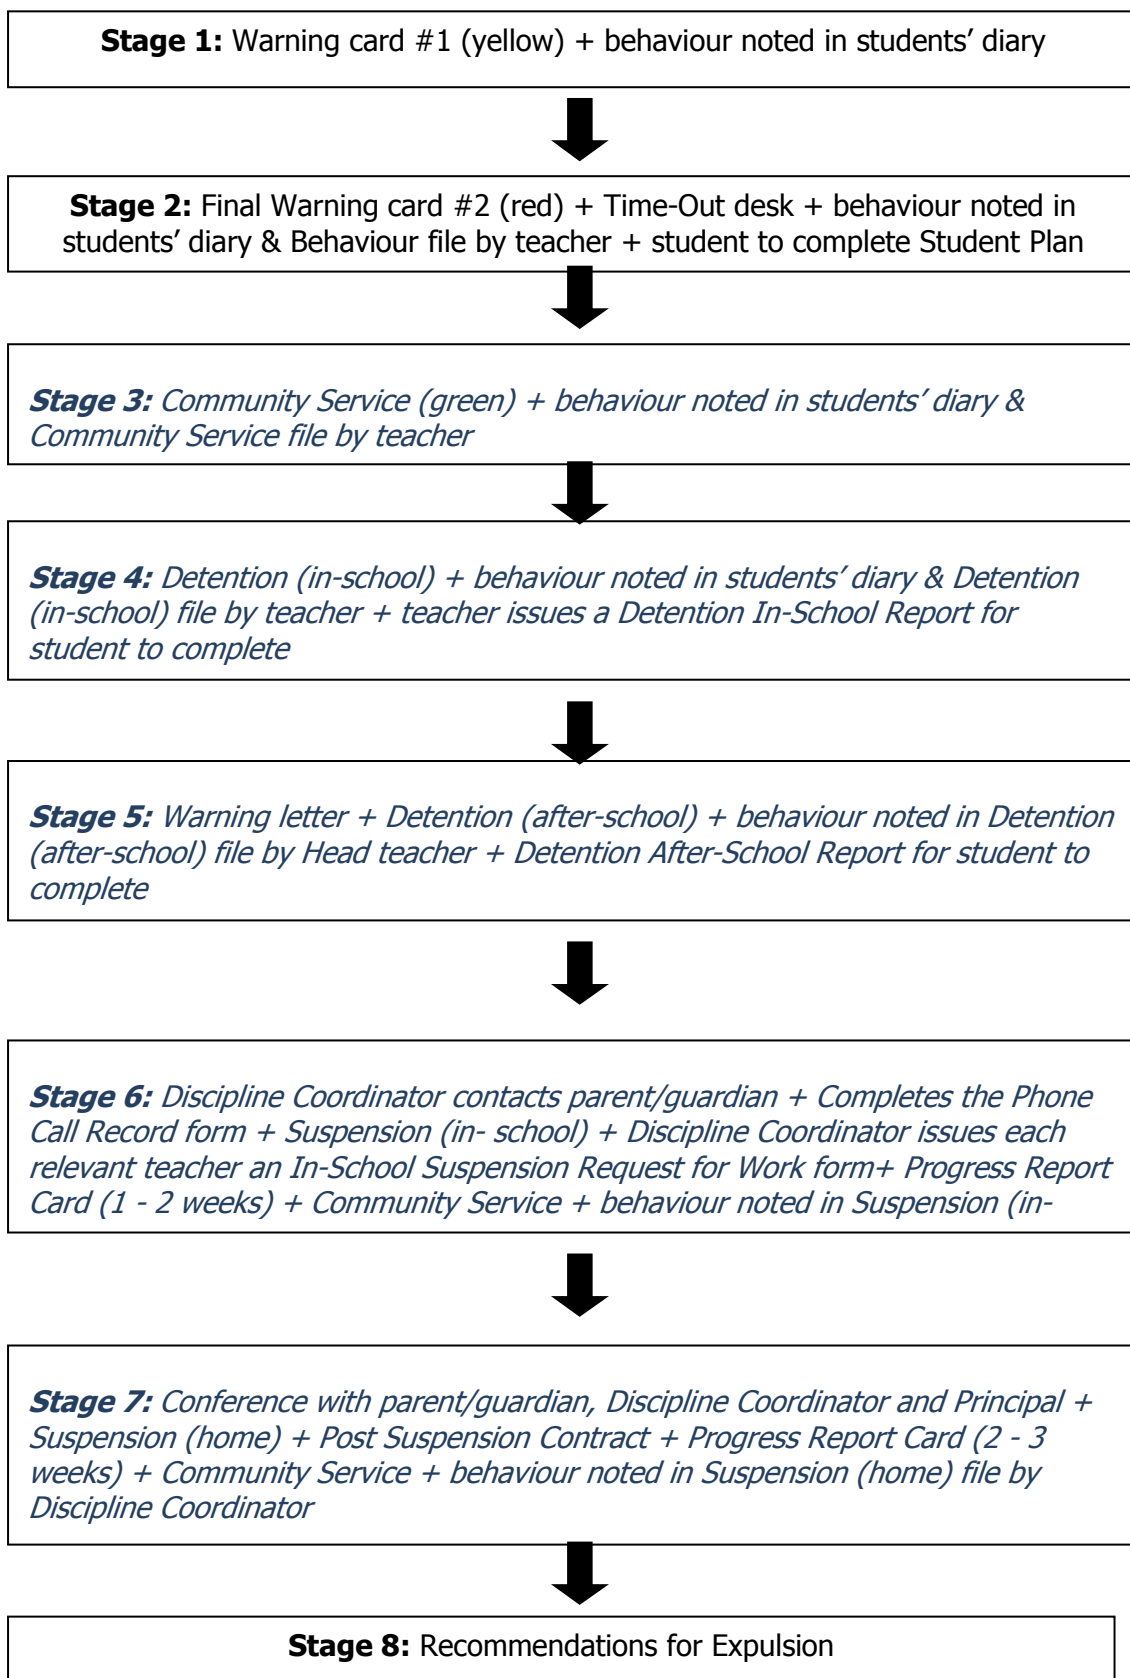 Stage 1: Warning card #1 (yellow) + behaviour noted in students’ diary
Stage 2: Final Warning card #2 (red) + Time-Out desk + behaviour noted in
students’ diary & Behaviour file by teacher + student to complete Student Plan
Stage 3: Community Service (green) + behaviour noted in students’ diary &
Community Service file by teacher
Stage 4: Detention (in-school) + behaviour noted in students’ diary & Detention
(in-school) file by teacher + teacher issues a Detention In-School Report for
student to complete
Stage 5: Warning letter + Detention (after-school) + behaviour noted in Detention
(after-school) file by Head teacher + Detention After-School Report for student to
complete
Stage 6: Discipline Coordinator contacts parent/guardian + Completes the Phone
Call Record form + Suspension (in- school) + Discipline Coordinator issues each
relevant teacher an In-School Suspension Request for Work form+ Progress Report
Card (1 - 2 weeks) + Community Service + behaviour noted in Suspension (in-
Stage 7: Conference with parent/guardian, Discipline Coordinator and Principal +
Suspension (home) + Post Suspension Contract + Progress Report Card (2 - 3
weeks) + Community Service + behaviour noted in Suspension (home) file by
Discipline Coordinator
Stage 8: Recommendations for Expulsion